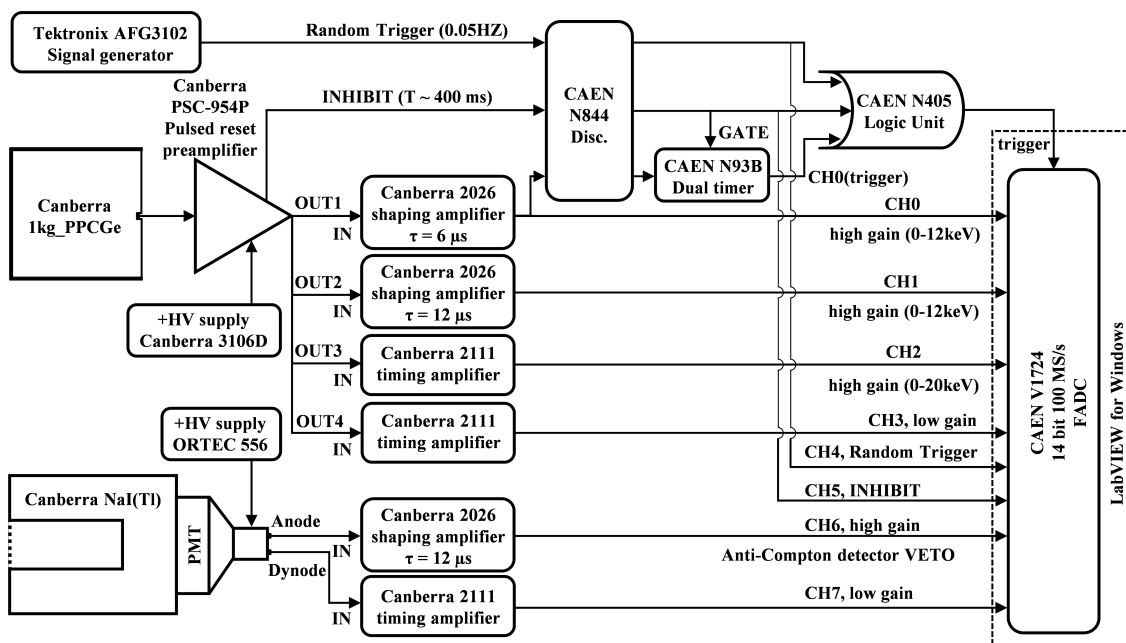 Tektronix AFG3102
Signal generator
Random Trigger (0.05HZ)
Canberra
PSC-954P
Pulsed reset
preamplifier
INHIBIT (T ~ 400 ms)
CAEN
N844
Disc.
CAEN N405
Logic Unit
GATE
CAEN N93B
Dual timer
CH0(trigger)
trigger
Canberra
1kg_PPCGe
OUT1
IN
Canberra 2026
shaping amplifier
τ = 6 μs
CH0
high gain (0-12keV)
OUT2
IN
Canberra 2026
shaping amplifier
τ = 12 μs
CH1
high gain (0-12keV)
+HV supply
Canberra 3106D
OUT3
IN
Canberra 2111
timing amplifier
CH2
high gain (0-20keV)
+HV supply
ORTEC 556
OUT4
IN
Canberra 2111
timing amplifier
CH3, low gain
CH4, Random Trigger
CH5, INHIBIT
Canberra NaI(Tl)
PMT
Anode
IN
Dynode
Canberra 2026
shaping amplifier
τ = 12 μs
CH6, high gain
Anti-Compton detector VETO
IN
Canberra 2111
timing amplifier
CH7, low gain
CAEN V1724
14 bit 100 MS/s
FADC
LabVIEW for Windows